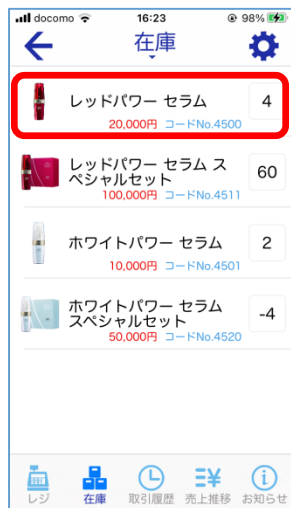 docomo 16:23 98%
在庫
レッドパワー セラム 4
20,000円 コードNo.4500
レッドパワー セラム ス
ペシャルセット 60
100,000円 コードNo.4511
ホワイトパワー セラム 2
10,000円 コードNo.4501
ホワイトパワー セラム
スペシャルセット -4
50,000円 コードNo.4520
レジ 在庫 取引履歴 売上推移 お知らせ